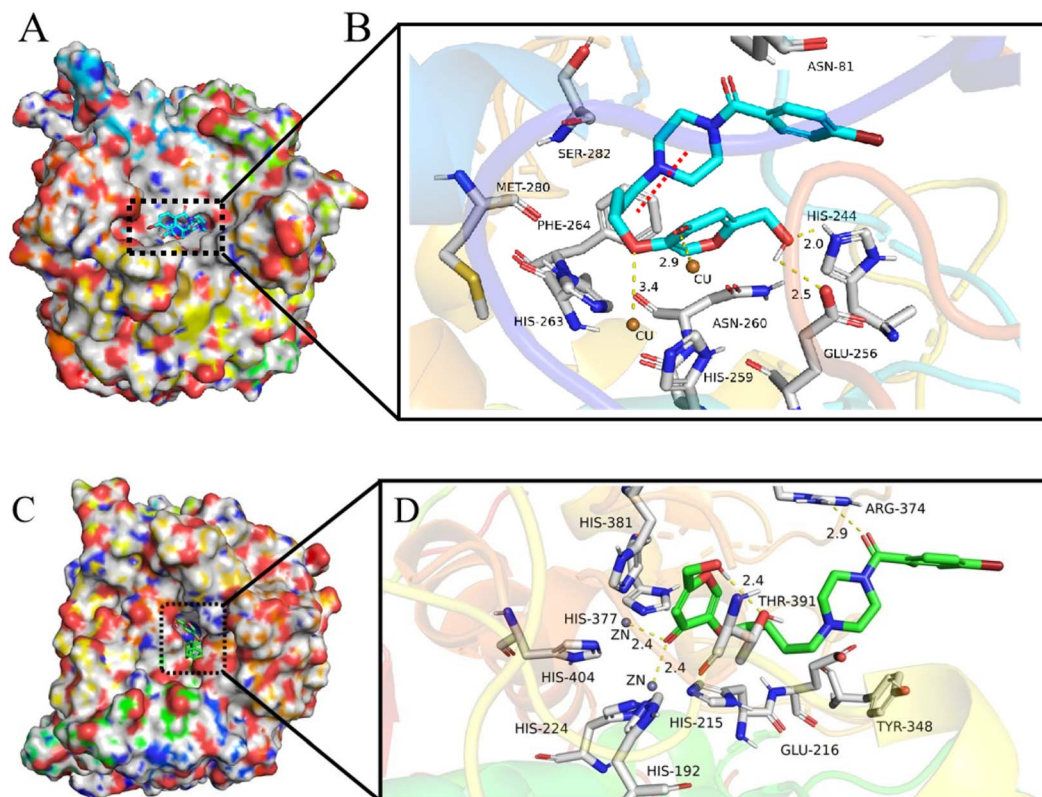 A
B
ASN-81
SER-282
MET-280
PHE-264
HIS-244
2.0
2.9
CU
2.5
3.4
HIS-263
CU
ASN-260
GLU-256
HIS-259
C
D
HIS-381
ARG-374
2.9
2.4
THR-391
HIS-377
ZN
2.4
2.4
HIS-404
ZN
HIS-224
HIS-215
TYR-348
GLU-216
HIS-192